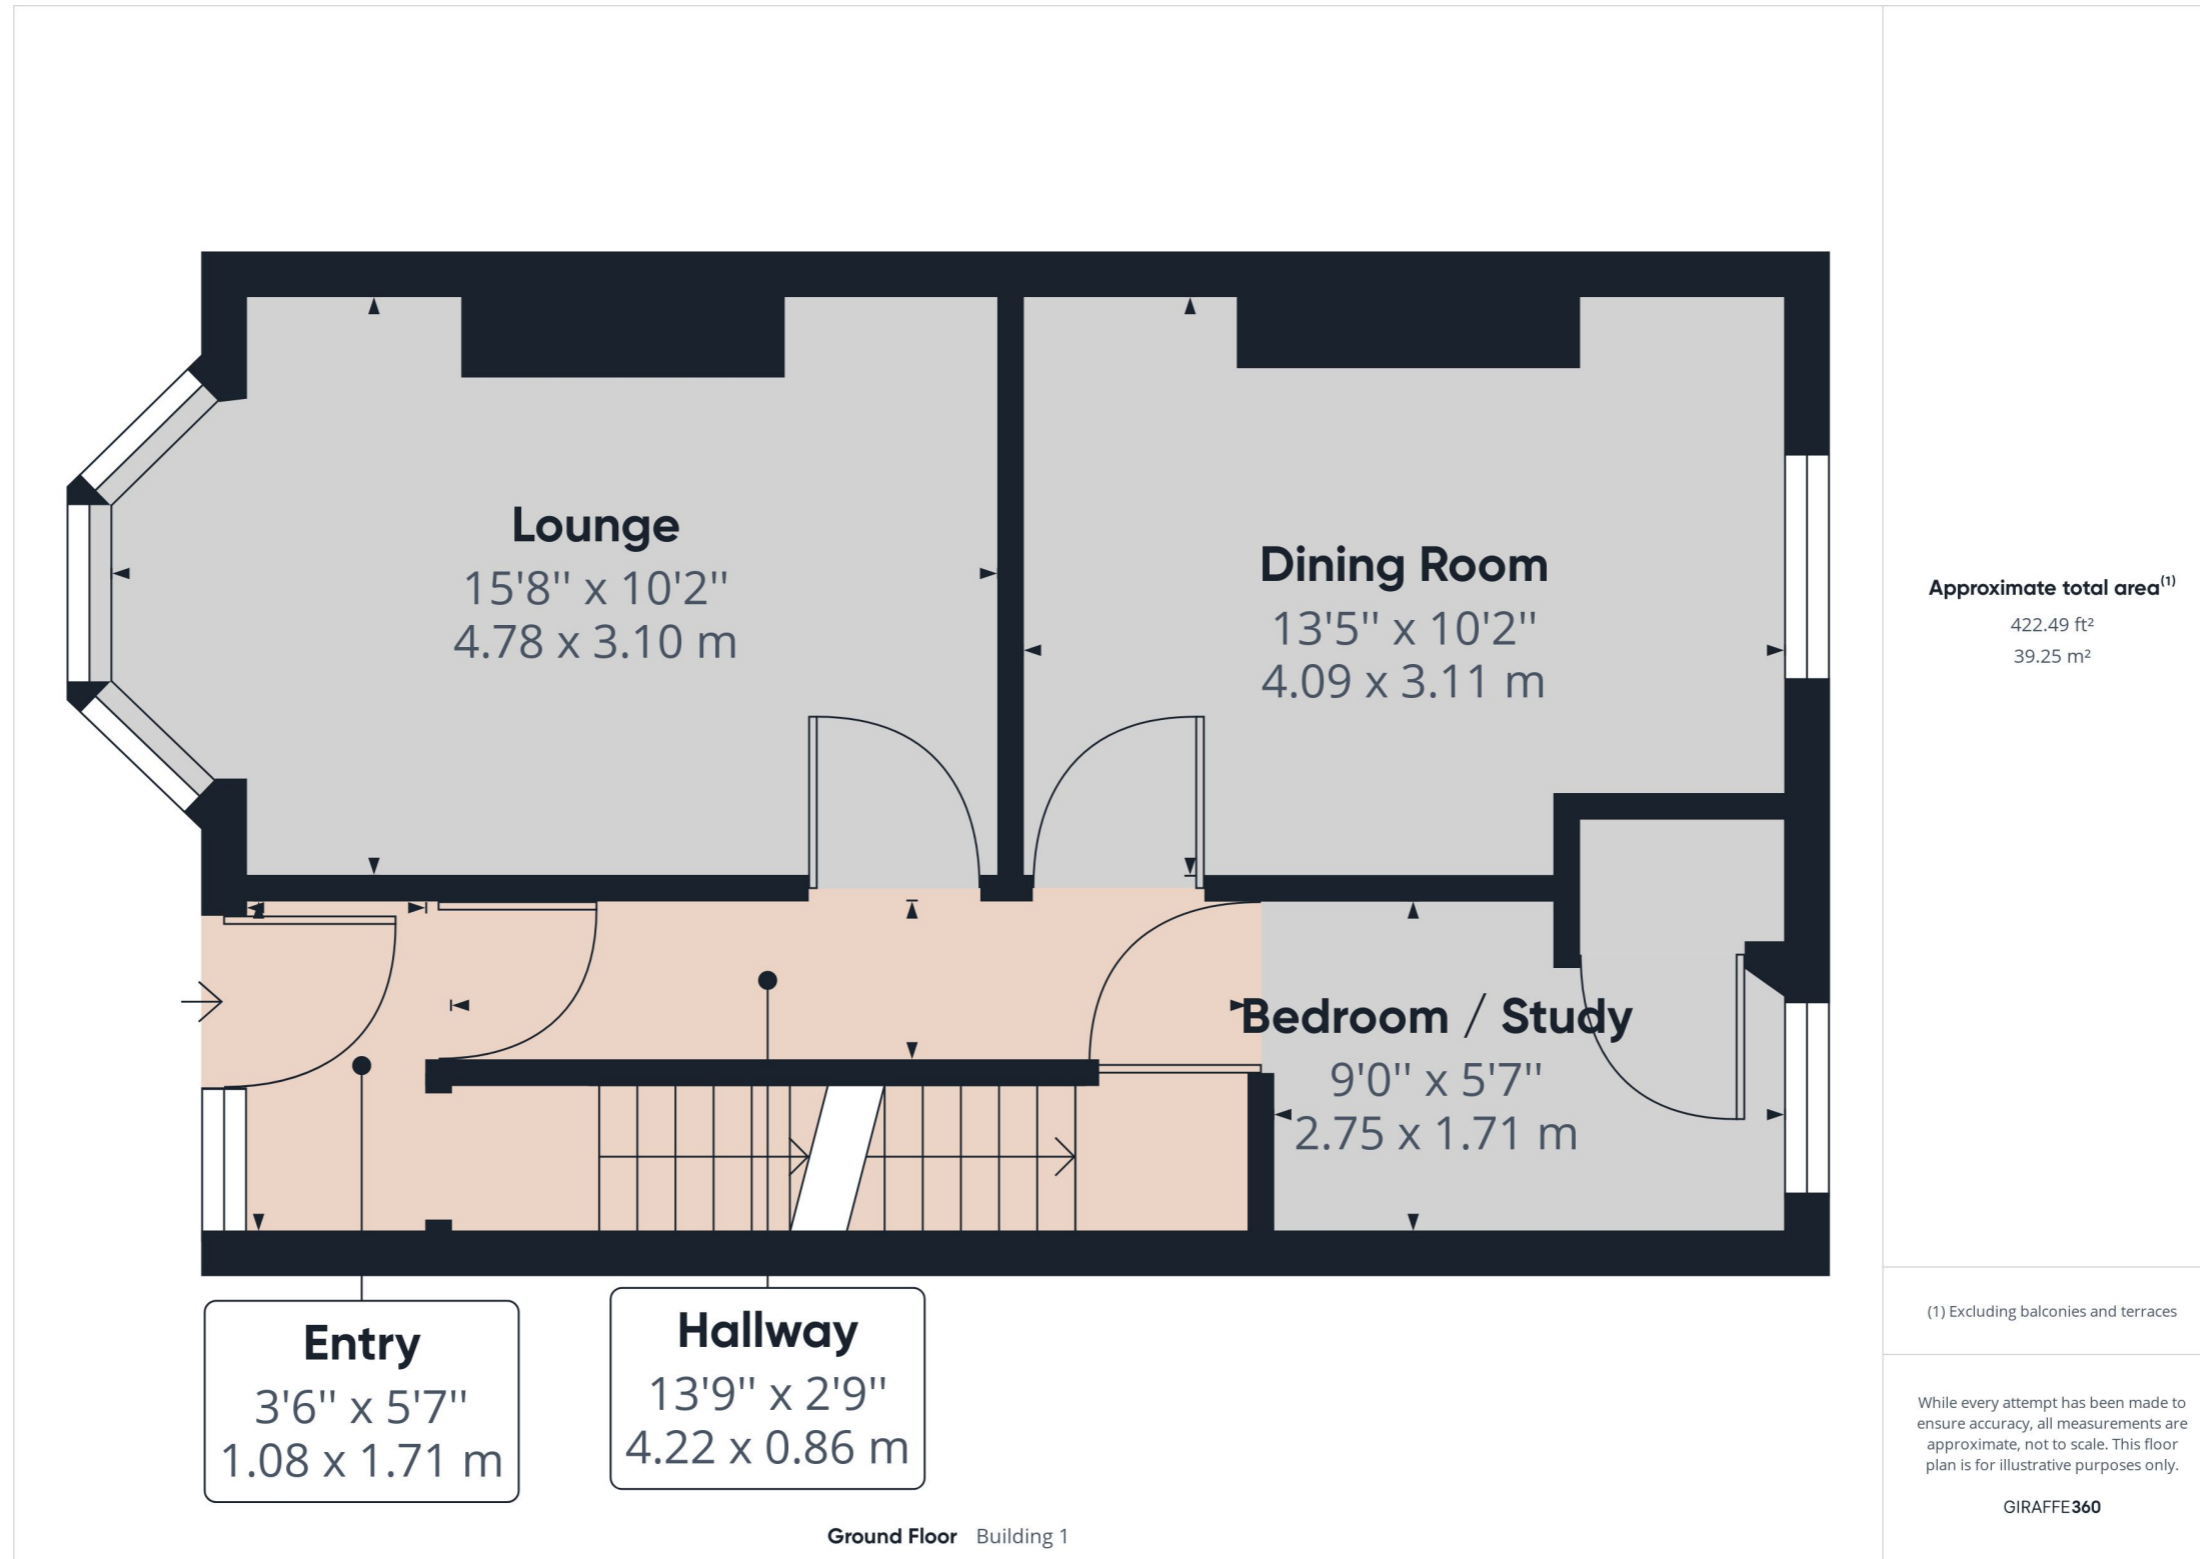 Lounge
15'8'' x 10'2''
4.78 x 3.10 m
Dining Room
13'5'' x 10'2''
4.09 x 3.11 m
Bedroom / Study
9'0'' x 5'7''
2.75 x 1.71 m
Entry
3'6'' x 5'7''
1.08 x 1.71 m
Hallway
13'9'' x 2'9''
4.22 x 0.86 m
Ground Floor Building 1
Approximate total area(1)
422.49 ft²
39.25 m²
(1) Excluding balconies and terraces
While every attempt has been made to
ensure accuracy, all measurements are
approximate, not to scale. This floor
plan is for illustrative purposes only.
GIRAFFE360